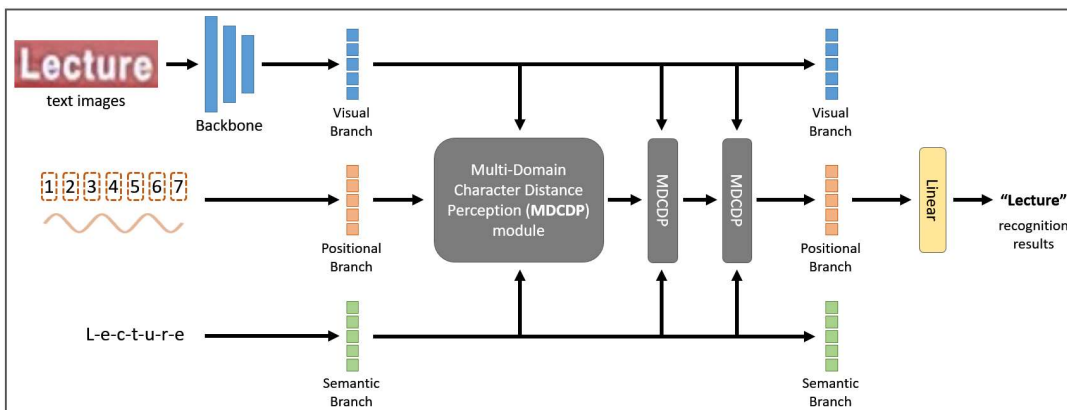 Lecture
text images
Backbone
Visual
Branch
Visual
Branch
1 2 3 4 5 6 7
Positional
Branch
Multi-Domain
Character Distance
Perception (MDCDP)
module
MDCDP
MDCDP
Positional
Branch
Linear
“Lecture”
recognition
results
L-e-c-t-u-r-e
Semantic
Branch
Semantic
Branch